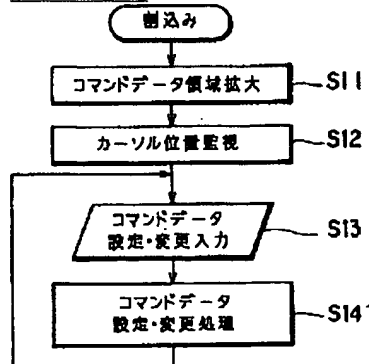 割込み
コマンドデータ領域拡大
S11
カーソル位置監視
S12
コマンドデータ
設定・変更入力
S13
コマンドデータ
設定・変更処理
S14